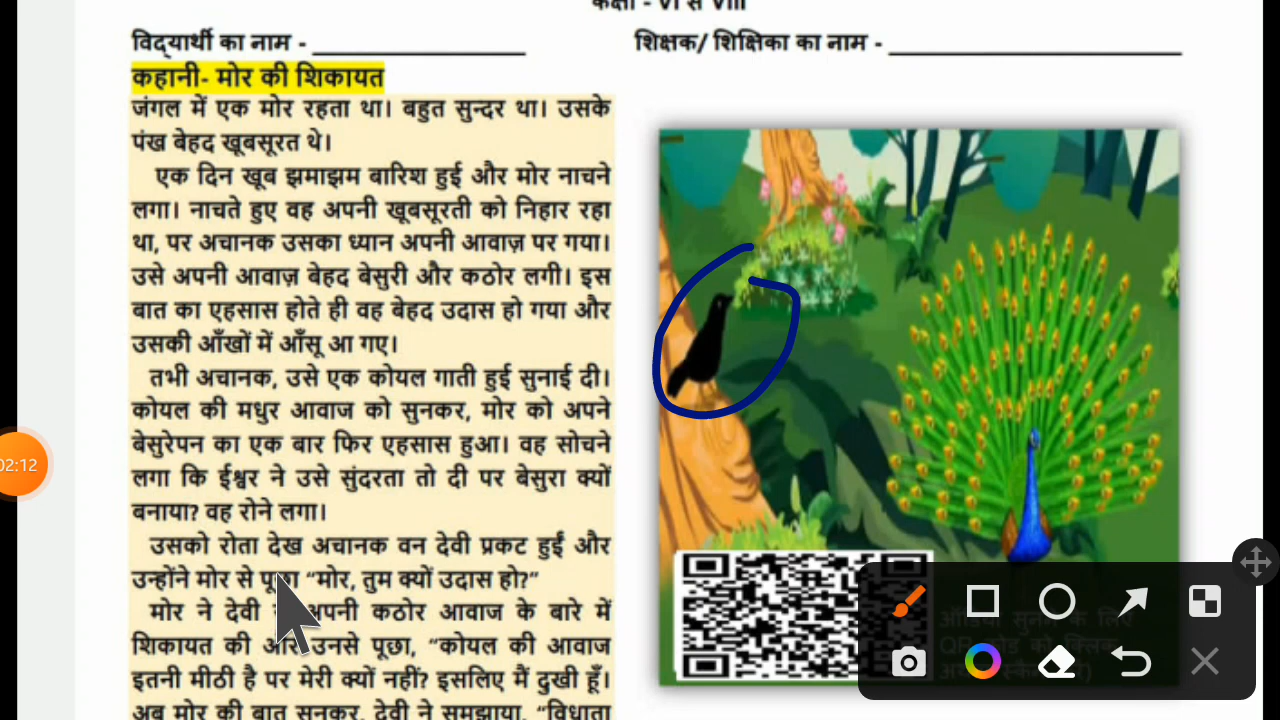 कक्षा - VI से VIII
विद्यार्थी का नाम - __________________ शिक्षक/ शिक्षिका का नाम - _________________________
कहानी- मोर की शिकायत
जंगल में एक मोर रहता था। बहुत सुन्दर था। उसके
पंख बेहद खूबसूरत थे।
एक दिन खूब झमाझम बारिश हुई और मोर नाचने
लगा। नाचते हुए वह अपनी खूबसूरती को निहार रहा
था, पर अचानक उसका ध्यान अपनी आवाज़ पर गया।
उसे अपनी आवाज़ बेहद बेसुरी और कठोर लगी। इस
बात का एहसास होते ही वह बेहद उदास हो गया और
उसकी आँखों में आँसू आ गए।
तभी अचानक, उसे एक कोयल गाती हुई सुनाई दी।
कोयल की मधुर आवाज को सुनकर, मोर को अपने
बेसुरेपन का एक बार फिर एहसास हुआ। वह सोचने
लगा कि ईश्वर ने उसे सुंदरता तो दी पर बेसुरा क्यों
बनाया? वह रोने लगा।
उसको रोता देख अचानक वन देवी प्रकट हुईं और
उन्होंने मोर से पूछा “मोर, तुम क्यों उदास हो?”
मोर ने देवी अपनी कठोर आवाज के बारे में
शिकायत की और उनसे पूछा, “कोयल की आवाज
इतनी मीठी है पर मेरी क्यों नहीं? इसलिए मैं दुखी हूँ।
अब मोर की बात सुनकर, देवी ने समझाया, “विधाता
02:12